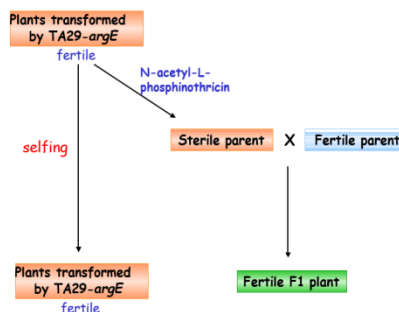 Plants transformed
by TA29-argE
fertile
N-acetyl-L-
phosphinothricin
Sterile parent X Fertile parent
selfing
Plants transformed
by TA29-argE
fertile
Fertile F1 plant